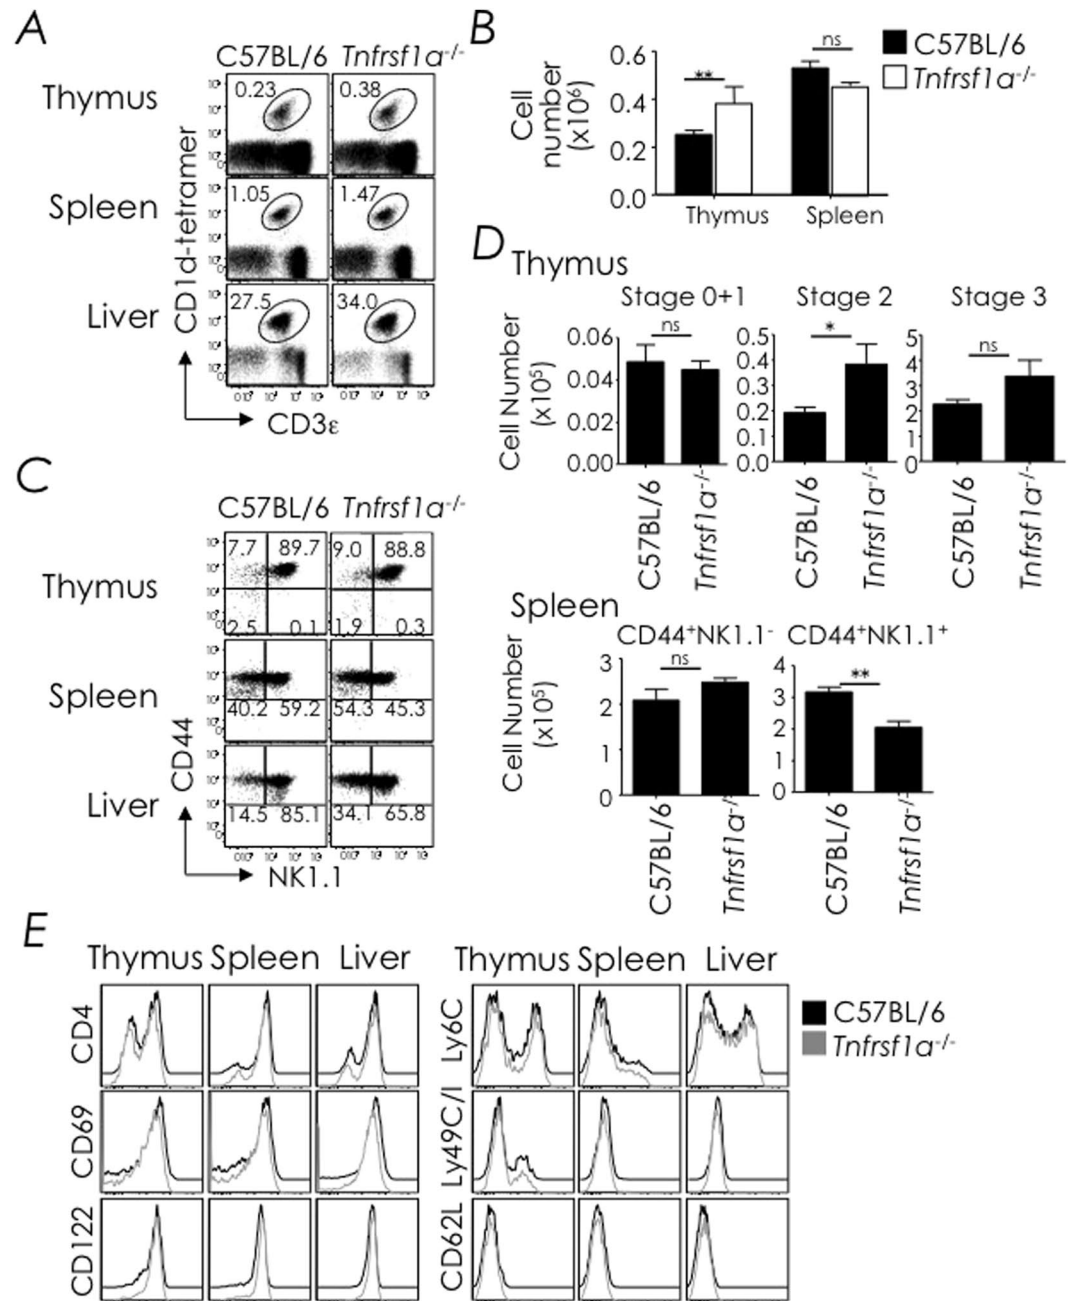 A
C57BL/6 Tnfrsf1a-/-
Thymus
0.23 0.38
Spleen
1.05 1.47
Liver
27.5 34.0
CD1d-tetramer
CD3ε
B
C57BL/6
Tnfrsf1a-/-
Cell number (x10⁶)
0.6
0.4
0.2
0.0
** ns
Thymus Spleen
C
C57BL/6 Tnfrsf1a-/-
Thymus
7.7 89.7 9.0 88.8
2.5 0.1 1.9 0.3
Spleen
40.2 59.2 54.3 45.3
Liver
14.5 85.1 34.1 65.8
CD44
NK1.1
D
Thymus
Stage 0+1 Stage 2 Stage 3
Cell Number (x10⁵)
0.06
0.04
0.02
0.00
ns
0.5
0.4
0.3
0.2
0.1
0.0
*
5
4
3
2
1
0
ns
C57BL/6 Tnfrsf1a-/- C57BL/6 Tnfrsf1a-/- C57BL/6 Tnfrsf1a-/-
Spleen
CD44⁺NK1.1⁻ CD44⁺NK1.1⁺
Cell Number (x10⁵)
3
2
1
0
ns
4
3
2
1
0
**
C57BL/6 Tnfrsf1a-/- C57BL/6 Tnfrsf1a-/-
E
Thymus Spleen Liver Thymus Spleen Liver
C57BL/6
Tnfrsf1a-/-
CD4 Ly6C
CD69 Ly49C/I
CD122 CD62L